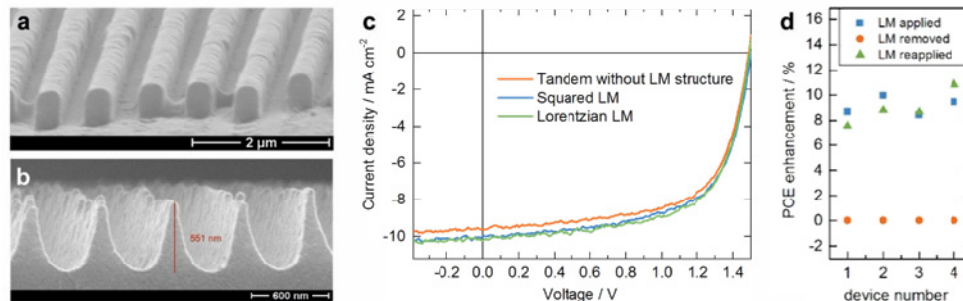 a
2 µm
b
551 nm
600 nm
c
Current density / mA cm⁻²
2
0
-2
-4
-6
-8
-10
Tandem without LM structure
Squared LM
Lorentzian LM
-0.2
0.0
0.2
0.4
0.6
0.8
1.0
1.2
1.4
Voltage / V
d
PCE enhancement / %
16
14
12
10
8
6
4
2
0
-2
LM applied
LM removed
LM reapplied
1
2
3
4
device number